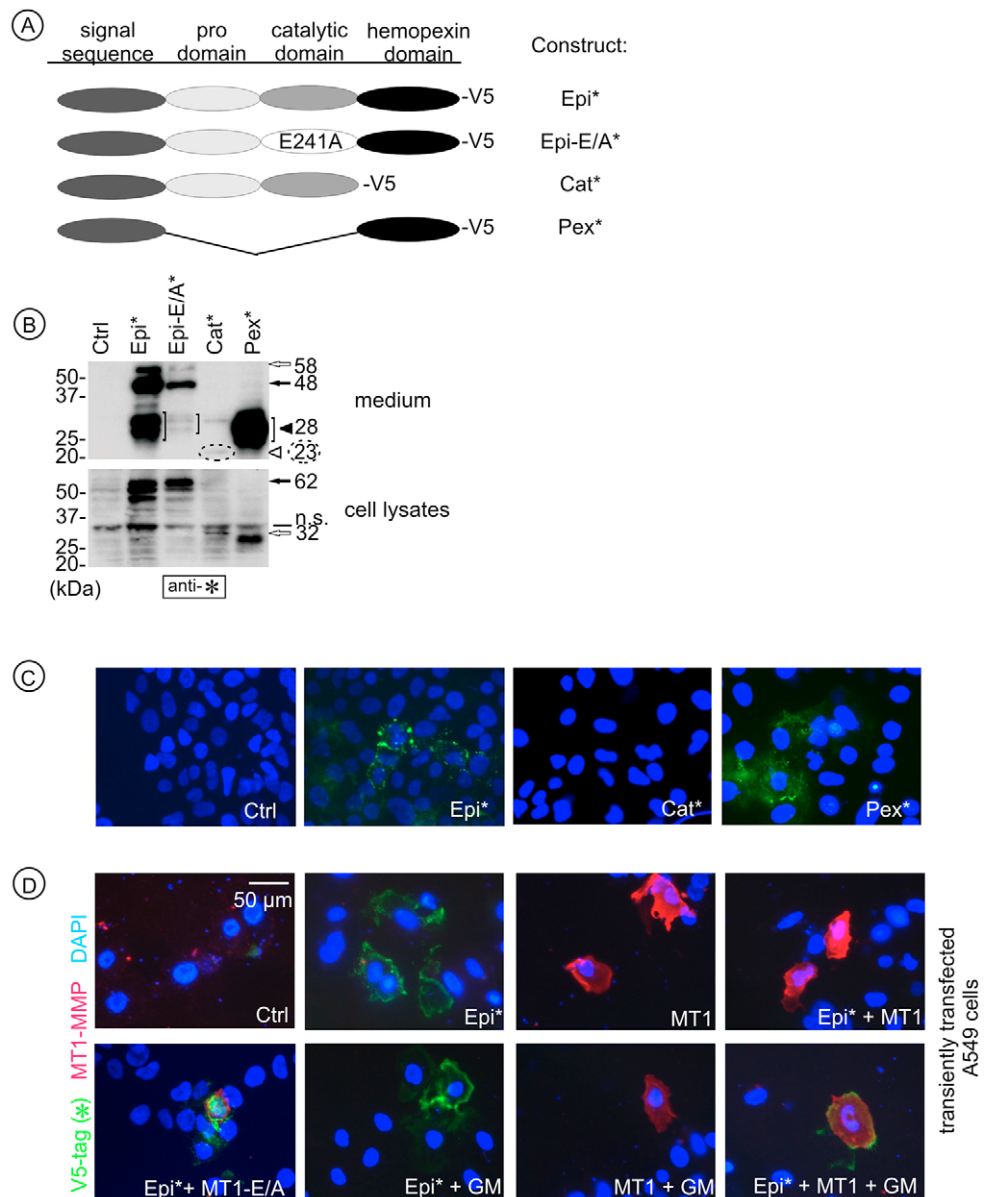 A
signal sequence
pro domain
catalytic domain
hemopexin domain
Construct:
-V5
Epi*
E241A
-V5
Epi-E/A*
-V5
Cat*
-V5
Pex*
B
Ctrl
Epi*
Epi-E/A*
Cat*
Pex*
50-
37-
25-
20-
58
48
28
23
medium
50-
37-
25-
20-
62
n.s.
32
cell lysates
(kDa)
anti-*
C
Ctrl
Epi*
Cat*
Pex*
D
V5-tag (*) MT1-MMP DAPI
50 µm
Ctrl
Epi*
MT1
Epi* + MT1
Epi*+ MT1-E/A
Epi* + GM
MT1 + GM
Epi* + MT1 + GM
transiently transfected
A549 cells